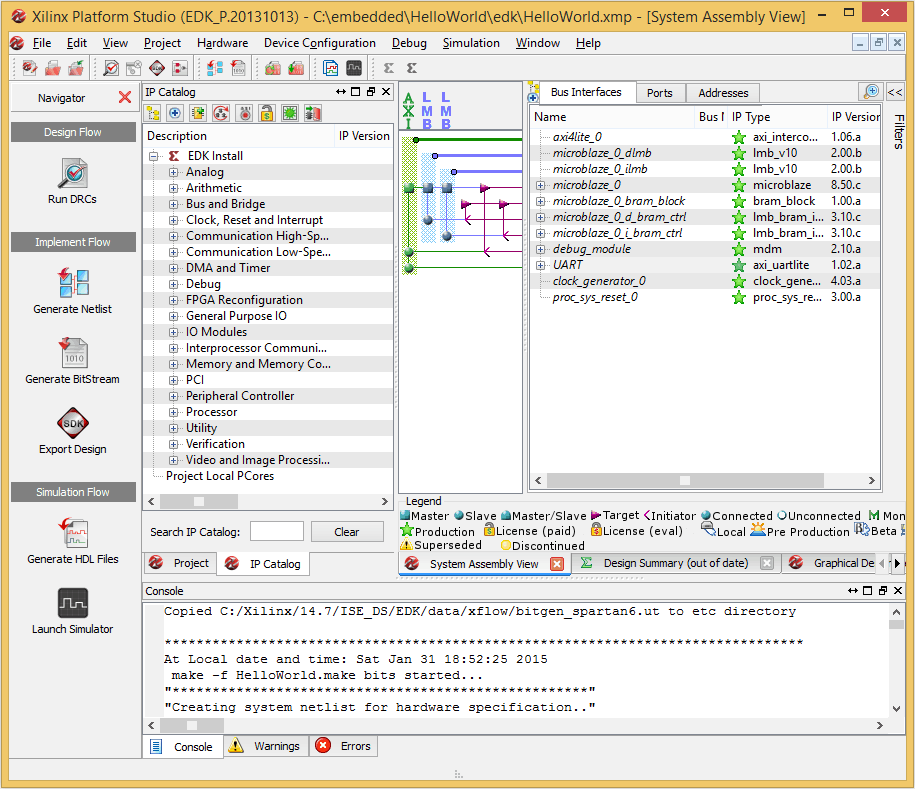 Xilinx Platform Studio (EDK_P.20131013) - C:\embedded\HelloWorld\edk\HelloWorld.xmp - [System Assembly View]
File Edit View Project Hardware Device Configuration Debug Simulation Window Help
Navigator
Design Flow
Run DRCs
Implement Flow
Generate Netlist
Generate BitStream
SDK
Export Design
Simulation Flow
Generate HDL Files
Launch Simulator
IP Catalog
Description IP Version
EDK Install
Analog
Arithmetic
Bus and Bridge
Clock, Reset and Interrupt
Communication High-Sp...
Communication Low-Spe...
DMA and Timer
Debug
FPGA Reconfiguration
General Purpose IO
IO Modules
Interprocessor Communi...
Memory and Memory Co...
PCI
Peripheral Controller
Processor
Utility
Verification
Video and Image Processi...
Project Local PCores
Search IP Catalog: Clear
Project IP Catalog
A L L
X M M
I B B
Bus Interfaces Ports Addresses <<
Filters
Name Bus N IP Type IP Version
axi4lite_0 axi_interco... 1.06.a
microblaze_0_dlmb lmb_v10 2.00.b
microblaze_0_ilmb lmb_v10 2.00.b
microblaze_0 microblaze 8.50.c
microblaze_0_bram_block bram_block 1.00.a
microblaze_0_d_bram_ctrl lmb_bram_i... 3.10.c
microblaze_0_i_bram_ctrl lmb_bram_i... 3.10.c
debug_module mdm 2.10.a
UART axi_uartlite 1.02.a
clock_generator_0 clock_gene... 4.03.a
proc_sys_reset_0 proc_sys_re... 3.00.a
Legend
Master Slave Master/Slave Target Initiator Connected Unconnected M Mon
Production License (paid) License (eval) Local Pre Production Beta
Superseded Discontinued
System Assembly View Design Summary (out of date) Graphical De
Console
Copied C:/Xilinx/14.7/ISE_DS/EDK/data/xflow/bitgen_spartan6.ut to etc directory
********************************************************************************
At Local date and time: Sat Jan 31 18:52:25 2015
make -f HelloWorld.make bits started...
"****************************************************"
"Creating system netlist for hardware specification.."
Console Warnings Errors